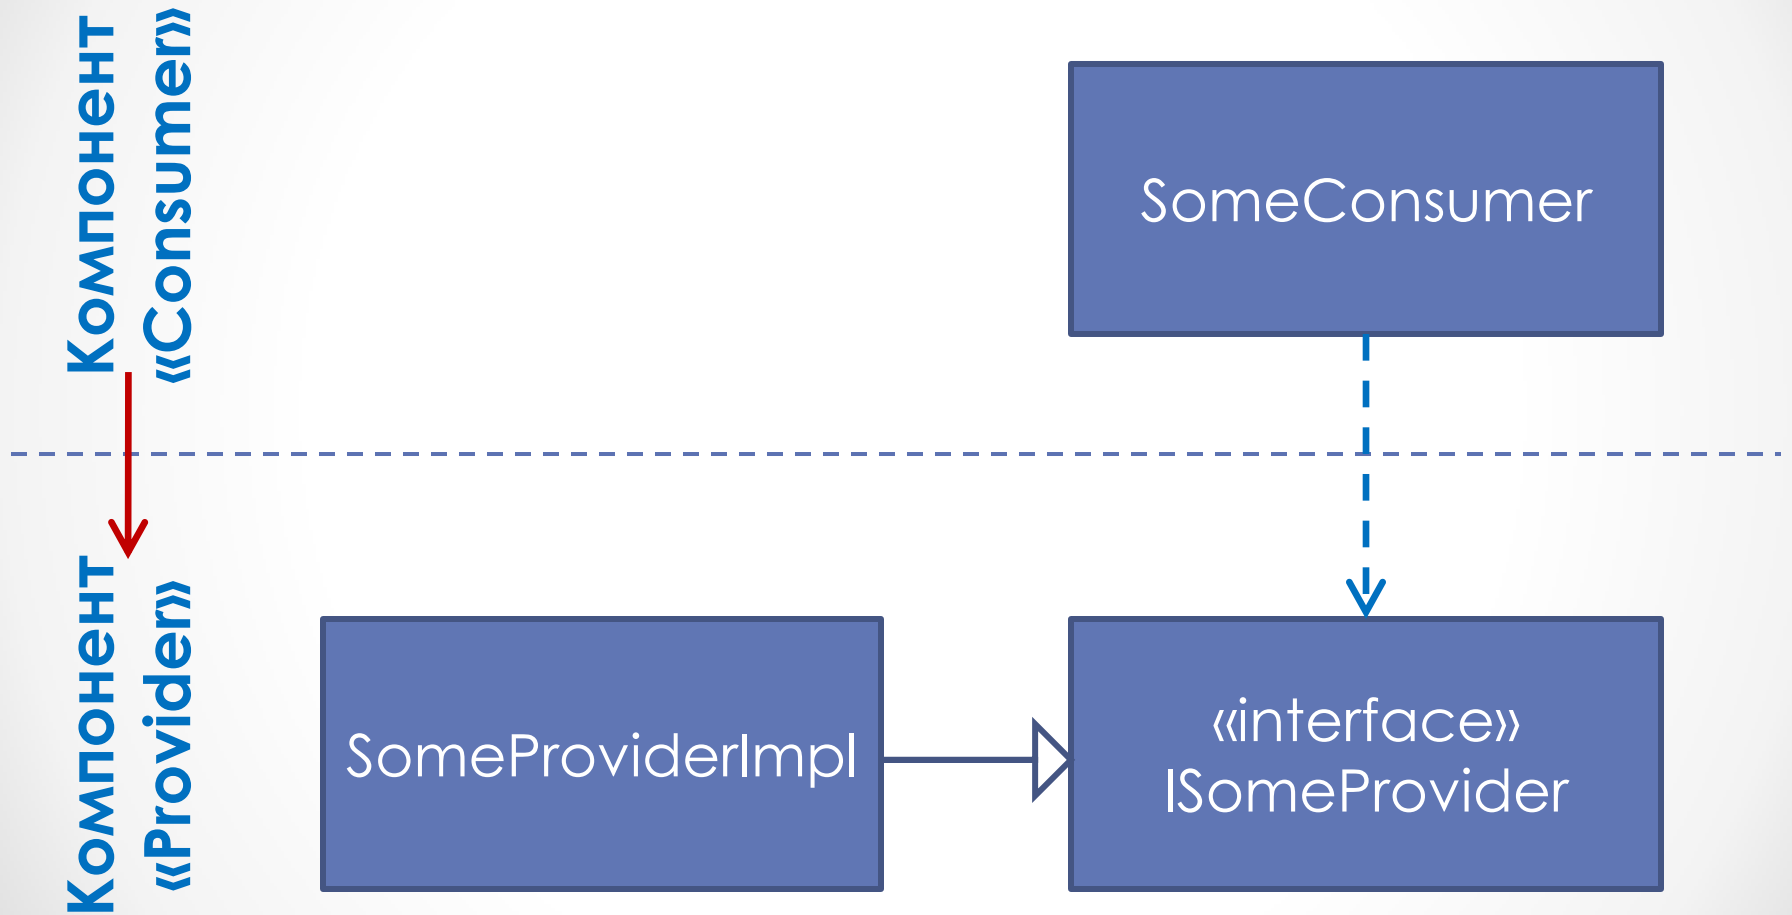 Компонент
«Consumer»
SomeConsumer
Компонент
«Provider»
SomeProviderImpl
«interface»
ISomeProvider